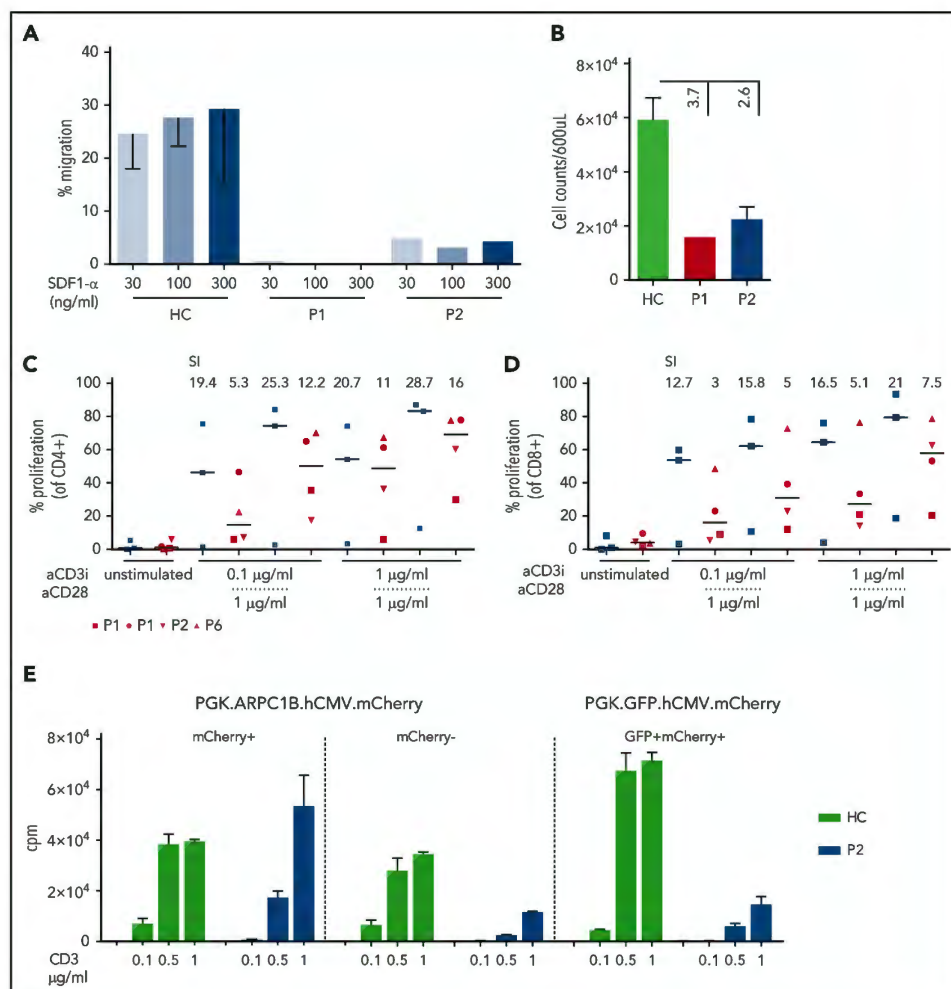 A
% migration
40
30
20
10
0
SDF1-α
(ng/ml)
30 100 300 30 100 300 30 100 300
HC P1 P2
B
Cell counts/600uL
8×10⁴
6×10⁴
4×10⁴
2×10⁴
0
3.7 2.6
HC P1 P2
C
SI
19.4 5.3 25.3 12.2 20.7 11 28.7 16
% proliferation
(of CD4+)
100
80
60
40
20
0
aCD3i
aCD28
unstimulated
0.1 µg/ml 1 µg/ml
1 µg/ml 1 µg/ml
P1 P1 P2 P6
D
SI
12.7 3 15.8 5 16.5 5.1 21 7.5
% proliferation
(of CD8+)
100
80
60
40
20
0
aCD3i
aCD28
unstimulated
0.1 µg/ml 1 µg/ml
1 µg/ml 1 µg/ml
E
PGK.ARPC1B.hCMV.mCherry PGK.GFP.hCMV.mCherry
mCherry+ mCherry- GFP+mCherry+
cpm
8×10⁴
6×10⁴
4×10⁴
2×10⁴
0
HC
P2
CD3
µg/ml
0.1 0.5 1 0.1 0.5 1 0.1 0.5 1 0.1 0.5 1 0.1 0.5 1 0.1 0.5 1